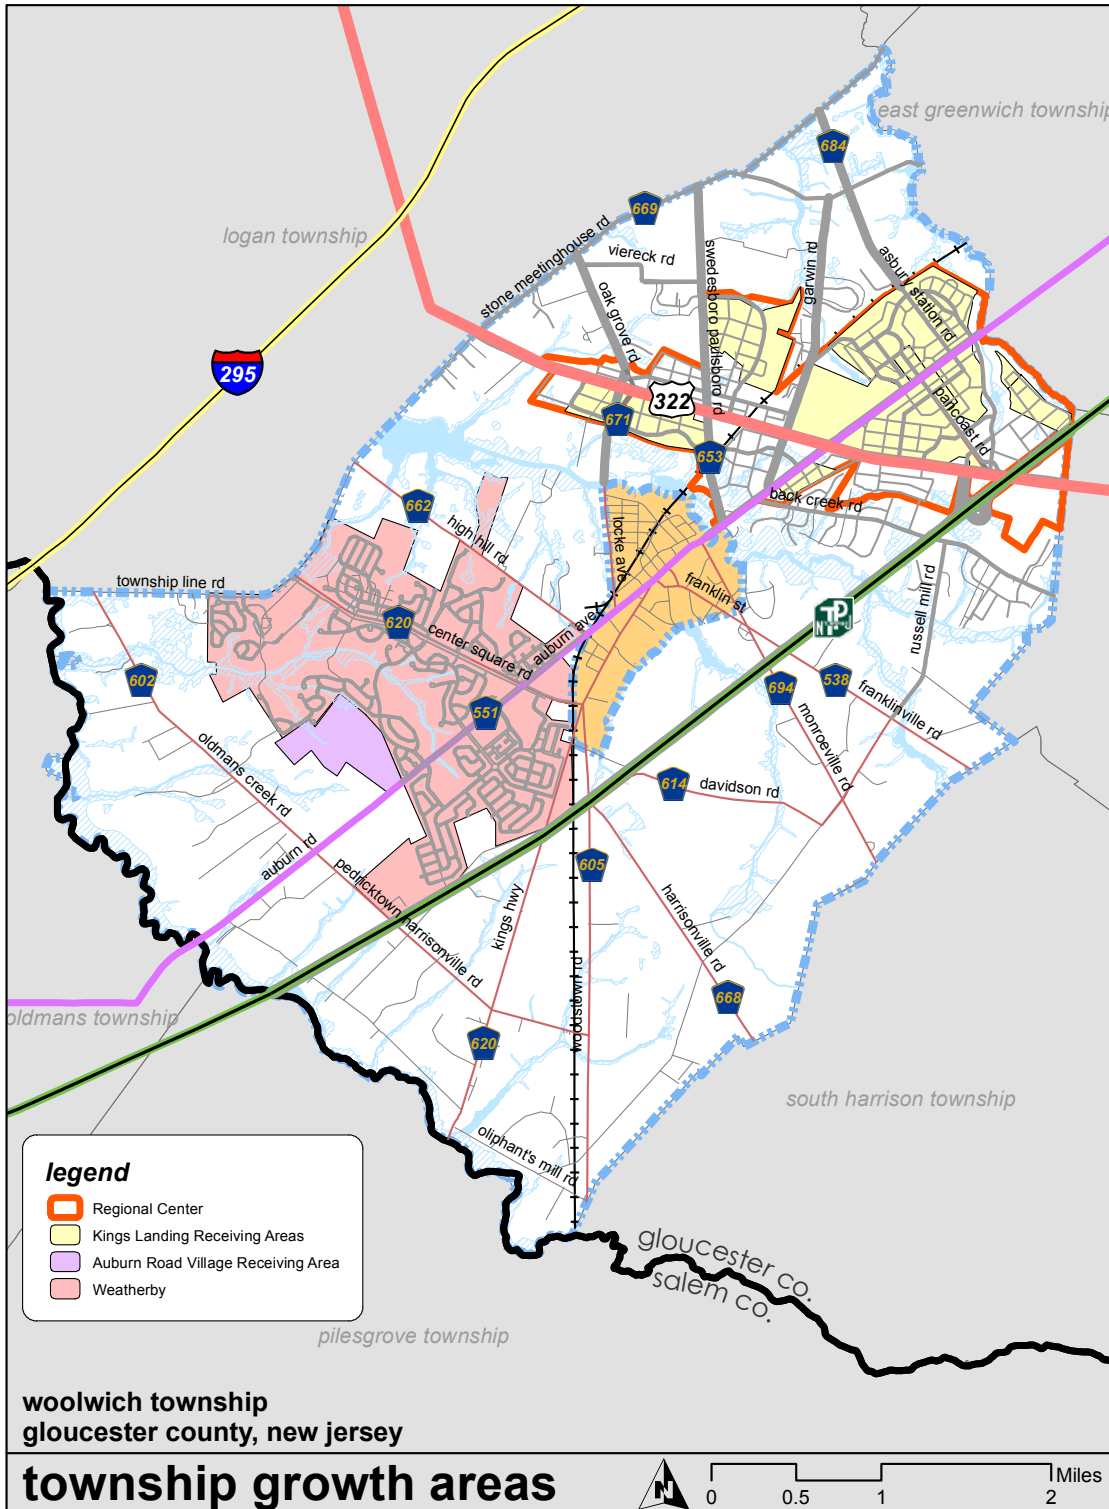 east greenwich township
684
logan township
669
stone meetinghouse rd
viereck rd
swedesboro paulsboro rd
garwin rd
asbury station rd
oak grove rd
295
322
671
pancoast rd
653
back creek rd
662
high hill rd
locke ave
township line rd
franklin st
russell mill rd
620
center square rd
auburn ave
N TP
602
551
694
538
franklinville rd
monroeville rd
oldmans creek rd
614
davidson rd
auburn rd
pedricktown harrisonville rd
605
kings hwy
harrisonville rd
668
woodstown rd
oldmans township
620
south harrison township
oliphant's mill rd
legend
Regional Center
Kings Landing Receiving Areas
Auburn Road Village Receiving Area
Weatherby
gloucester co.
salem co.
pilesgrove township
woolwich township
gloucester county, new jersey
township growth areas
N
Miles
0 0.5 1 2